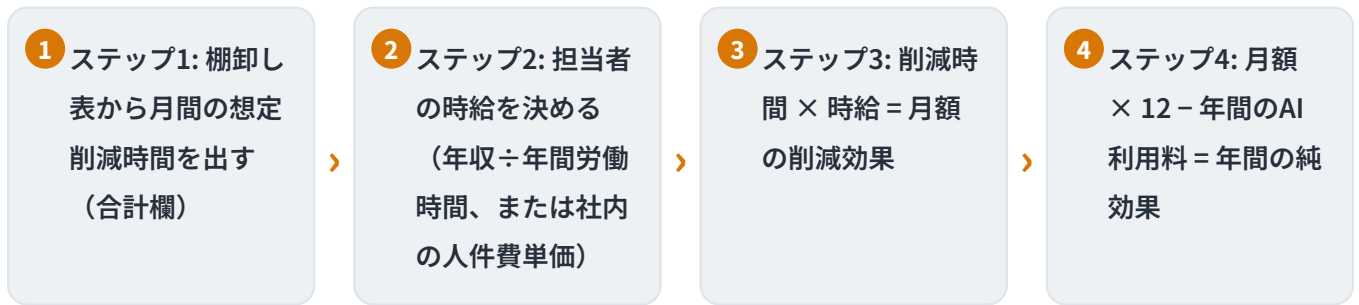 1
ステップ1: 棚卸し
表から月間の想定
削減時間を出す
（合計欄）
›
2
ステップ2: 担当者
の時給を決める
（年収÷年間労働
時間、または社内
の人件費単価）
›
3
ステップ3: 削減時
間 × 時給 = 月額
の削減効果
›
4
ステップ4: 月額
× 12 − 年間のAI
利用料 = 年間の純
効果